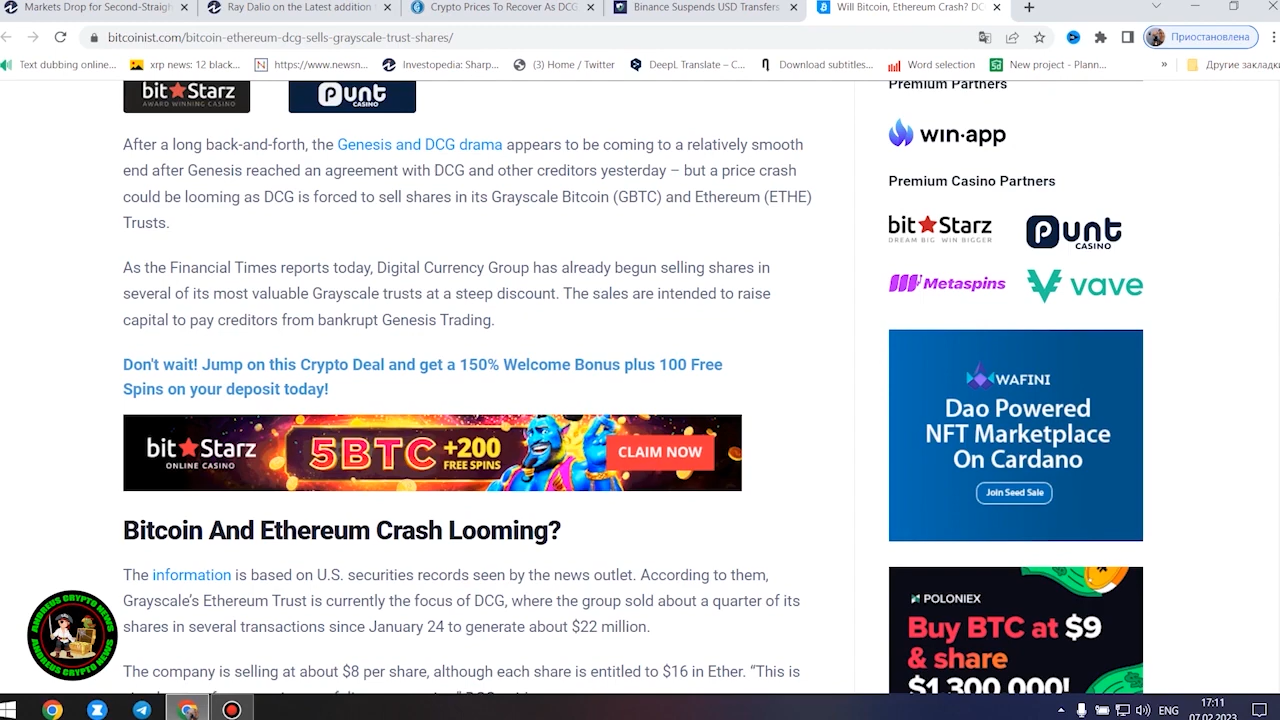 Markets Drop for Second-Straigh
Ray Dalio on the Latest addition
Crypto Prices To Recover As DCG
Binance Suspends USD Transfers
Will Bitcoin, Ethereum Crash? DC
bitcoinist.com/bitcoin-ethereum-dcg-sells-grayscale-trust-shares/
Приостановлена
Text dubbing online...
xrp news: 12 black...
https://www.newsn...
Investopedia: Sharp...
(3) Home / Twitter
DeepL Translate – C...
Download subtitles...
Word selection
New project - Plann...
»
Другие закладки
bit Starz
AWARD WINNING CASINO
Punt
CASINO
After a long back-and-forth, the Genesis and DCG drama appears to be coming to a relatively smooth
end after Genesis reached an agreement with DCG and other creditors yesterday – but a price crash
could be looming as DCG is forced to sell shares in its Grayscale Bitcoin (GBTC) and Ethereum (ETHE)
Trusts.
As the Financial Times reports today, Digital Currency Group has already begun selling shares in
several of its most valuable Grayscale trusts at a steep discount. The sales are intended to raise
capital to pay creditors from bankrupt Genesis Trading.
Don't wait! Jump on this Crypto Deal and get a 150% Welcome Bonus plus 100 Free
Spins on your deposit today!
bit Starz
ONLINE CASINO
5BTC +200
FREE SPINS
CLAIM NOW
Bitcoin And Ethereum Crash Looming?
The information is based on U.S. securities records seen by the news outlet. According to them,
Grayscale's Ethereum Trust is currently the focus of DCG, where the group sold about a quarter of its
shares in several transactions since January 24 to generate about $22 million.
The company is selling at about $8 per share, although each share is entitled to $16 in Ether. “This is
Premium Partners
win·app
Premium Casino Partners
bit Starz
DREAM BIG WIN BIGGER
Punt
CASINO
Metaspins
vave
WAFINI
Dao Powered
NFT Marketplace
On Cardano
Join Seed Sale
POLONIEX
Buy BTC at $9
& share
$1,300,000!
ANDREUS CRYPTO NEWS
ANDREUS CRYPTO NEWS
ENG
17:11
07.02.2023